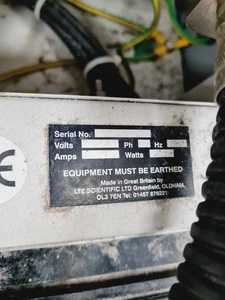 CE
Serial No.
Volts Ph Hz
Amps Watts
EQUIPMENT MUST BE EARTHED
Made in Great Britain by
LTE SCIENTIFIC LTD Greenfield, OLDHAM,
OL3 7EN Tel: 01457 876221